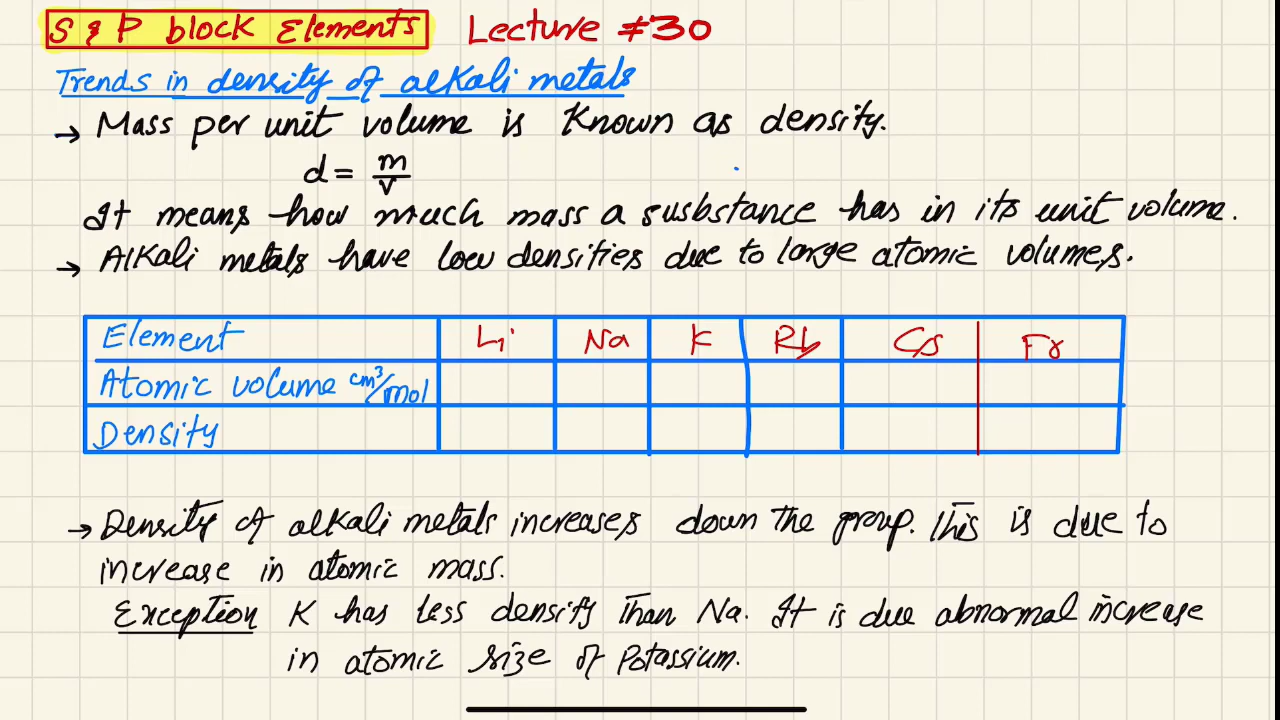 S & P block Elements Lecture #30
Trends in density of alkali metals
→ Mass per unit volume is Known as density.
d = m/v
It means how much mass a susbstance has in its unit volume.
→ Alkali metals have low densities due to large atomic volumes.
Element Li Na K Rb Cs Fr
Atomic volume cm³/mol
Density
→ Density of alkali metals increases down the group. This is due to
increase in atomic mass.
Exception K has less density Than Na. It is due abnormal increase
in atomic size of Potassium.